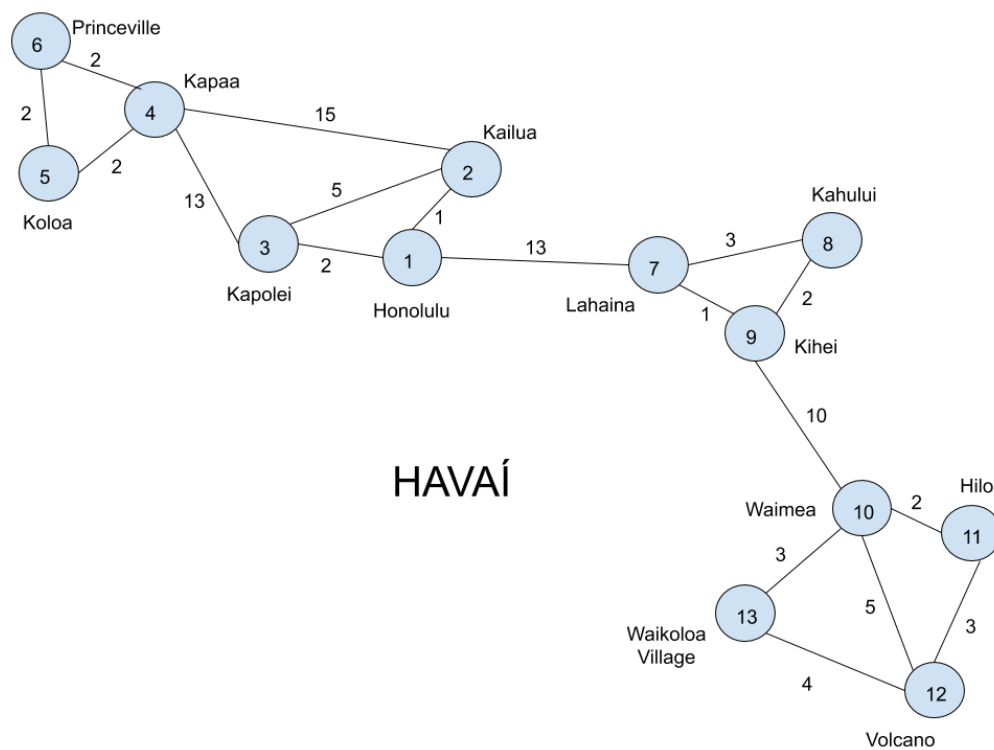 Princeville
6
2
Kapaa
4
2
15
Kailua
2
5
2
Koloa
13
5
1
Kahului
8
3
3
2
1
13
7
Kapolei
Honolulu
Lahaina
2
1
9
Kihei
10
HAVAÍ
Hilo
Waimea
10
2
11
3
5
3
13
Waikoloa
Village
4
12
Volcano